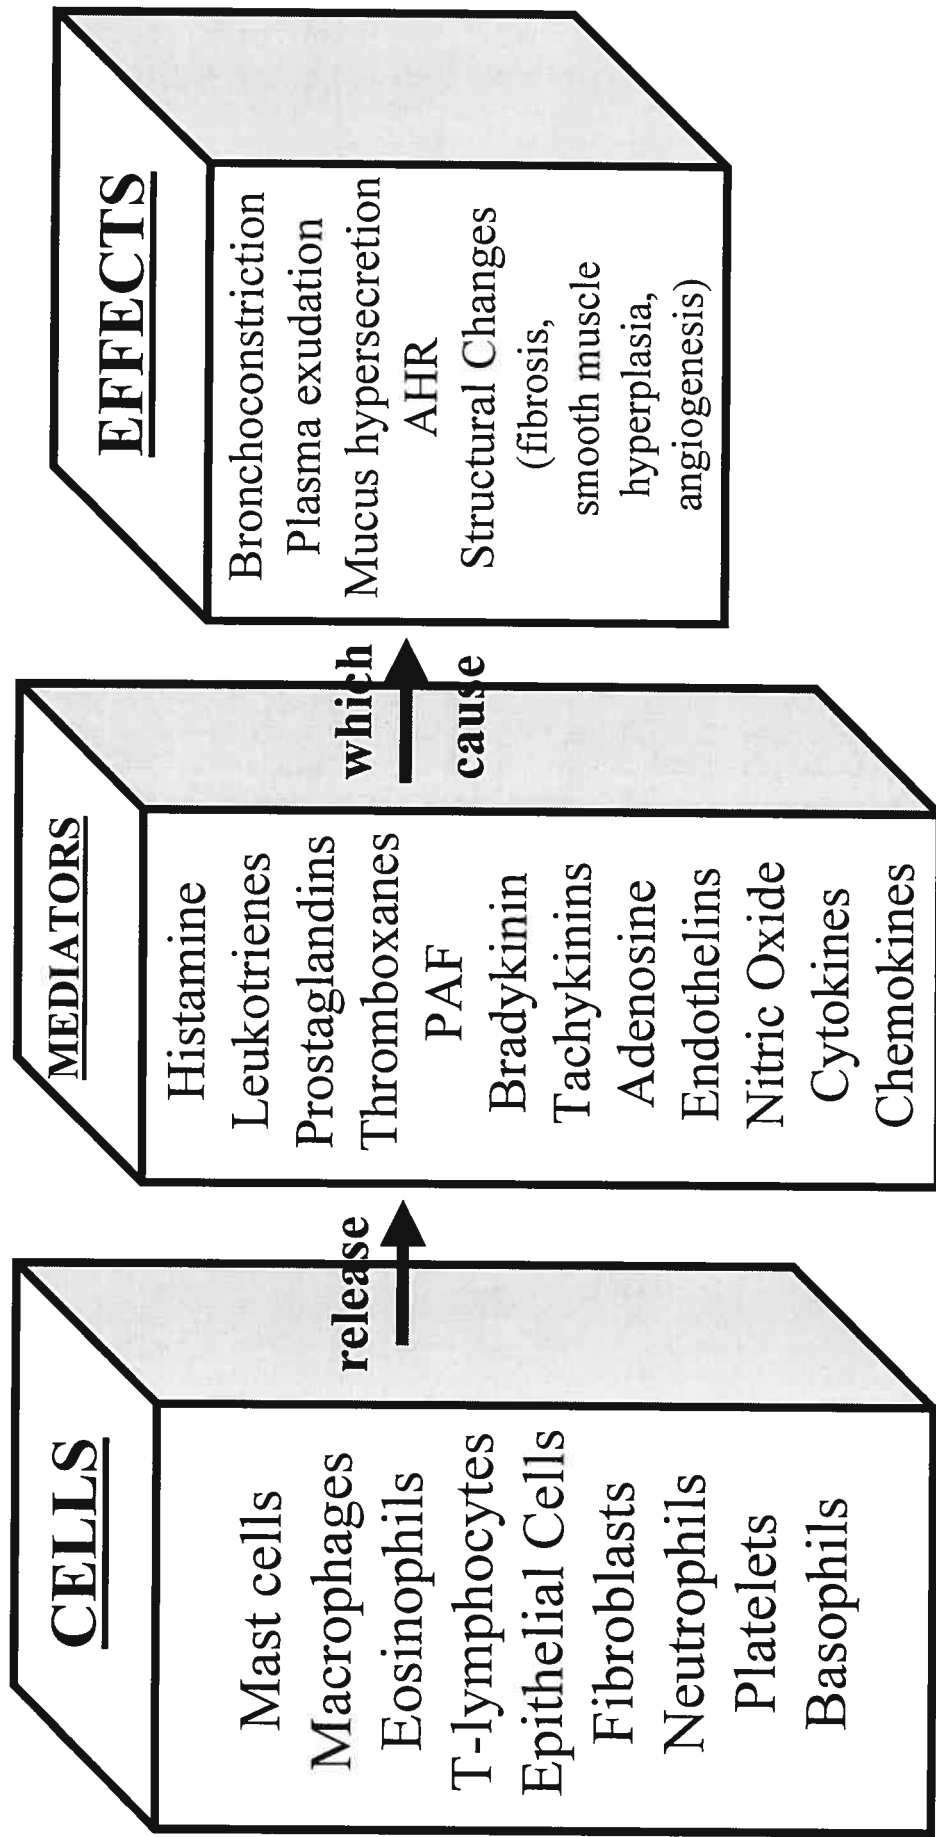 CELLS
Mast cells
Macrophages
Eosinophils
T-lymphocytes
Epithelial Cells
Fibroblasts
Neutrophils
Platelets
Basophils
release
MEDIATORS
Histamine
Leukotrienes
Prostaglandins
Thromboxanes
PAF
Bradykinin
Tachykinins
Adenosine
Endothelins
Nitric Oxide
Cytokines
Chemokines
which
cause
EFFECTS
Bronchoconstriction
Plasma exudation
Mucus hypersecretion
AHR
Structural Changes
(fibrosis,
smooth muscle
hyperplasia,
angiogenesis)